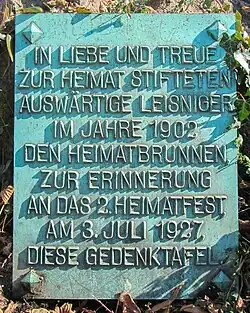 IN LIEBE UND TREUE
ZUR HEIMAT STIFTETEN
AUSWÄRTIGE LEISNIGER
IM JAHRE 1902
DEN HEIMATBRUNNEN
ZUR ERINNERUNG
AN DAS 2. HEIMATFEST
AM 3. JULI 1927
DIESE GEDENKTAFEL.